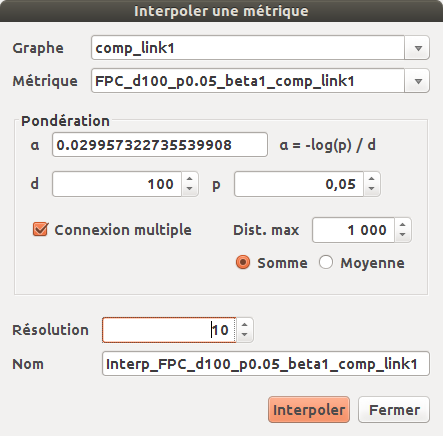 Interpoler une métrique
Graphe comp_link1
Métrique FPC_d100_p0.05_beta1_comp_link1
Pondération
α 0.029957322735539908 α = -log(p) / d
d 100 p 0,05
Connexion multiple Dist. max 1 000
Somme Moyenne
Résolution 10
Nom Interp_FPC_d100_p0.05_beta1_comp_link1
Interpoler Fermer